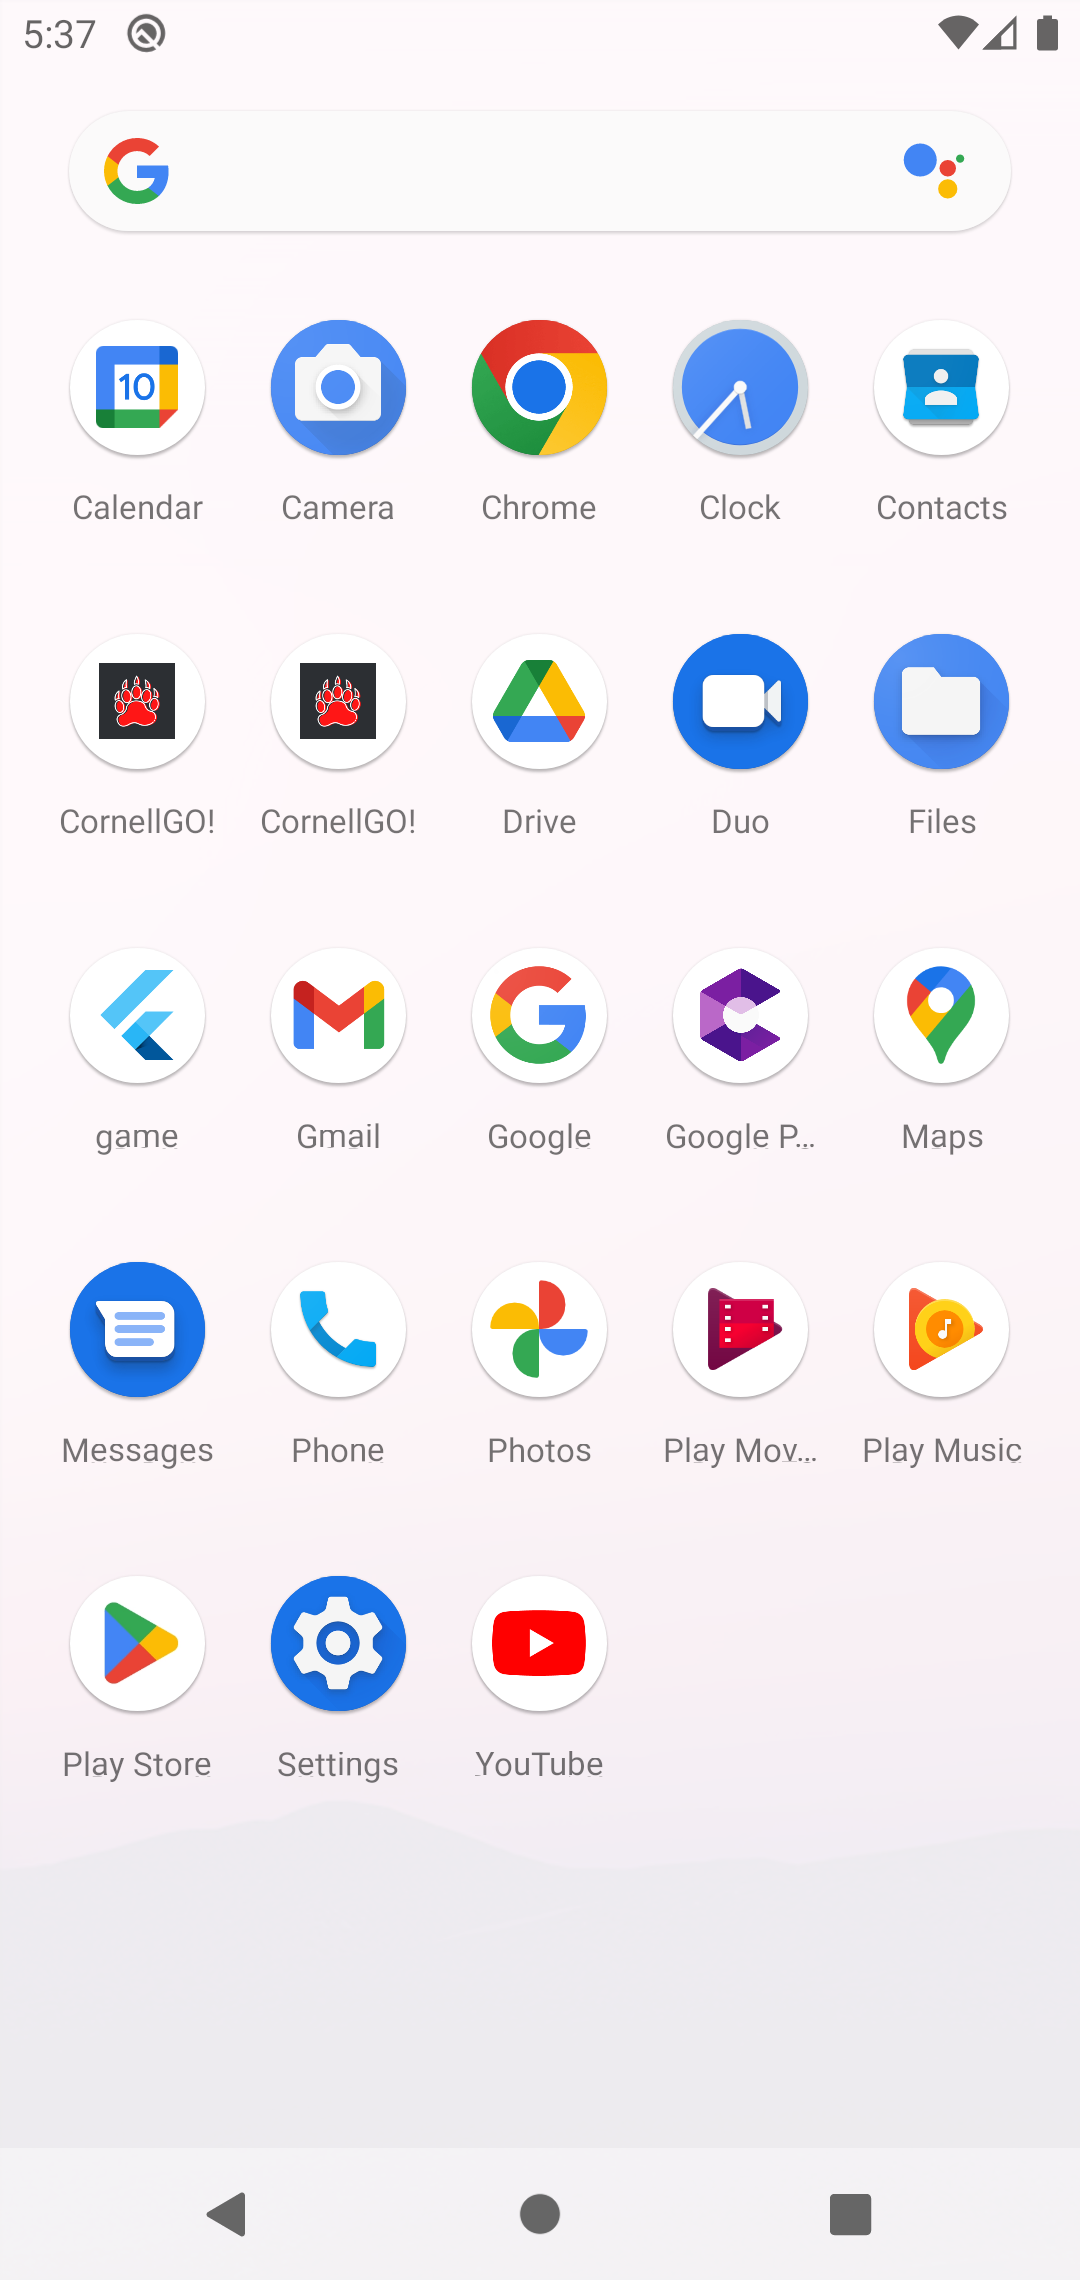 5:37
10
Calendar Camera Chrome Clock Contacts
CornellGO! CornellGO! Drive Duo Files
game Gmail Google Google P... Maps
Messages Phone Photos Play Mov... Play Music
Play Store Settings YouTube